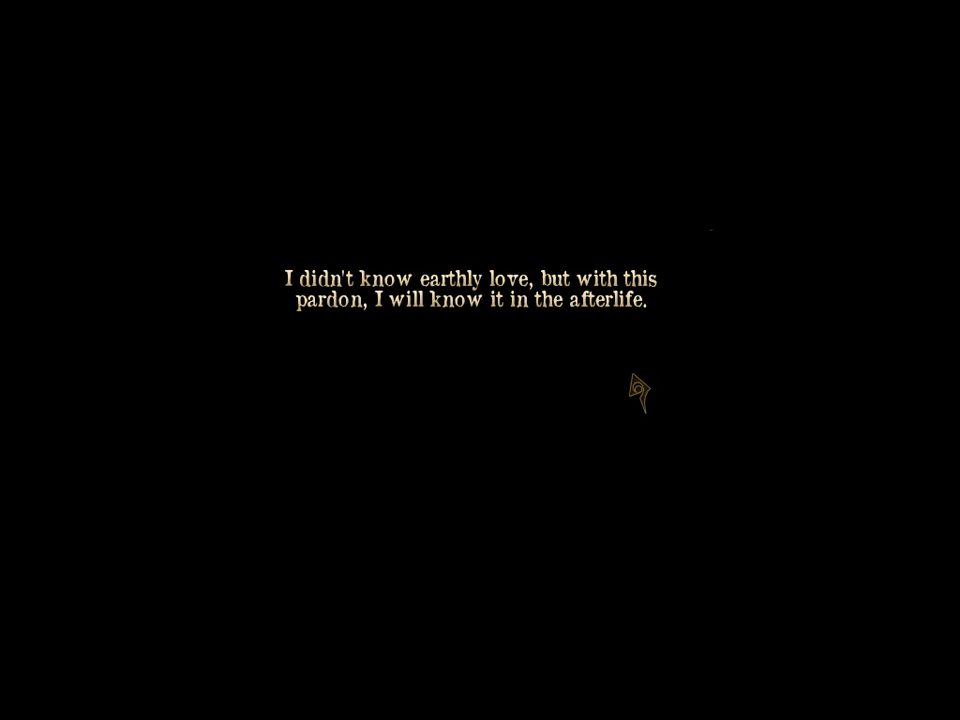 I didn't know earthly love, but with this
pardon, I will know it in the afterlife.